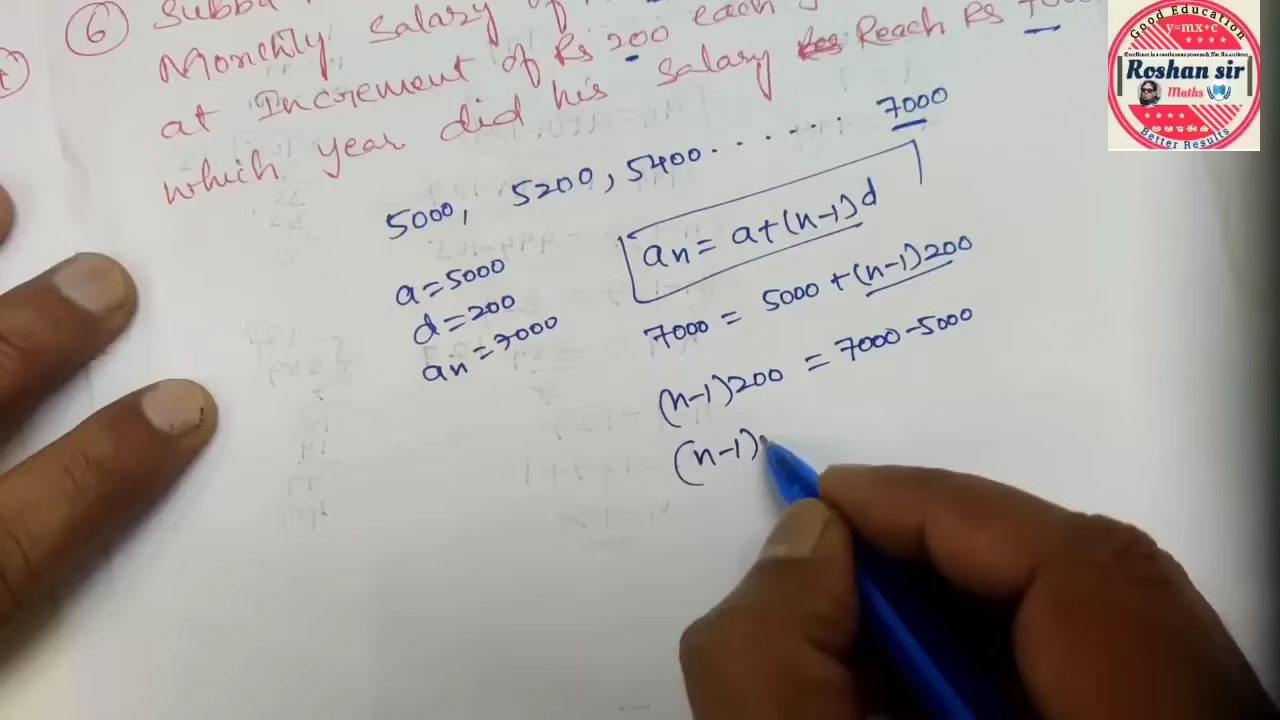 6 Subba
Monthly Salary of
at Increment of Rs 200 each
which year did his Salary Reach Rs 7000
5000, 5200, 5400....... 7000
a=5000
d=200
an=7000
an = a+(n-1)d
7000 = 5000 +(n-1)200
(n-1)200 = 7000-5000
(n-1)
Good Education
y=mx+c
Roshan sir
Maths
Better Results